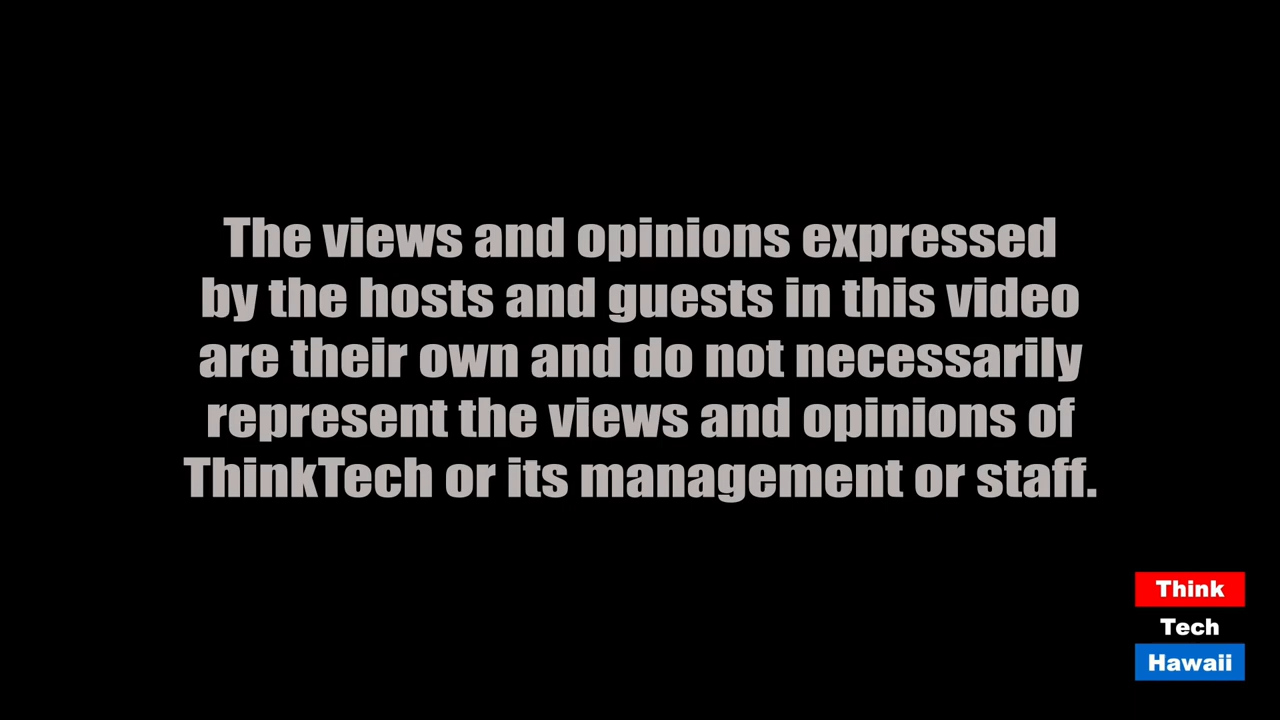 The views and opinions expressed
by the hosts and guests in this video
are their own and do not necessarily
represent the views and opinions of
ThinkTech or its management or staff.
Think
Tech
Hawaii